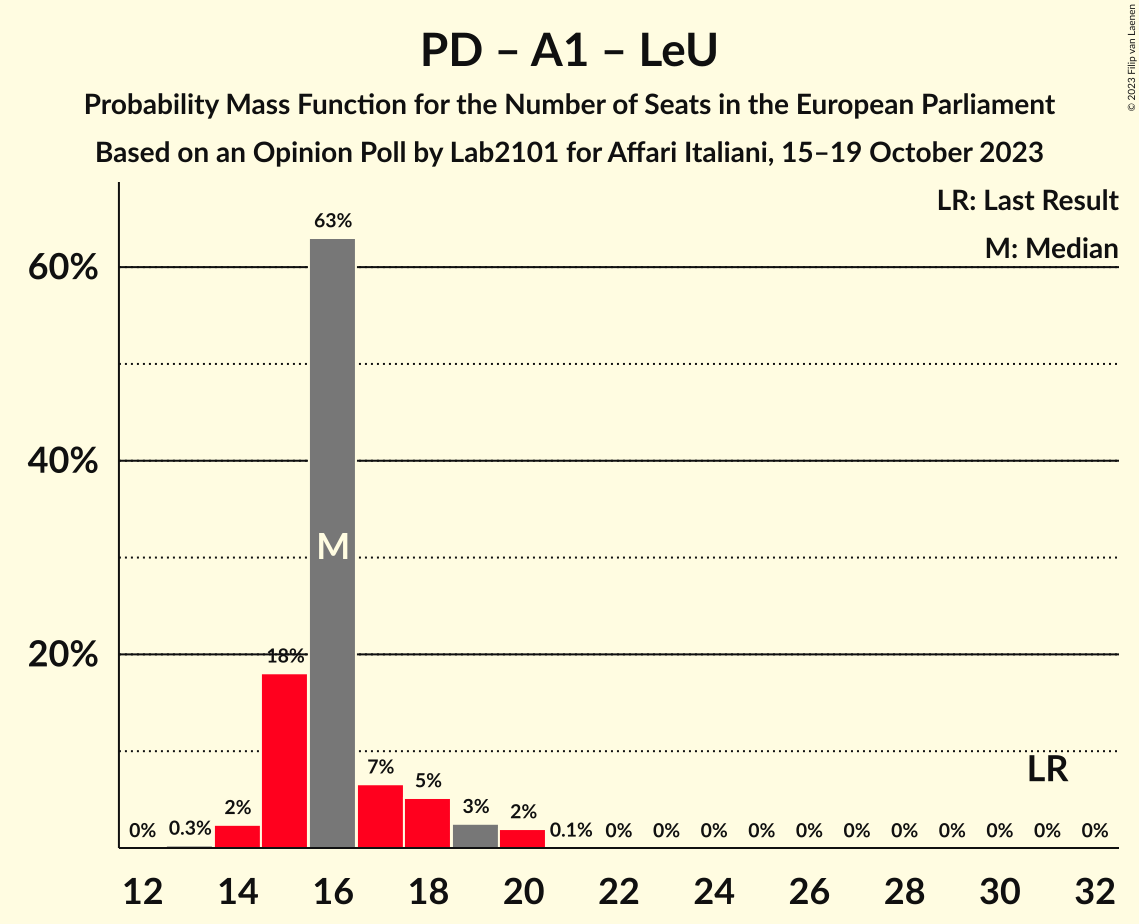 PD – A1 – LeU
Probability Mass Function for the Number of Seats in the European Parliament
Based on an Opinion Poll by Lab2101 for Affari Italiani, 15–19 October 2023
© 2023 Filip van Laenen
LR: Last Result
M: Median
60%
40%
20%
0%
0.3%
2%
18%
63%
M
7%
5%
3%
2%
0.1%
0%
0%
0%
0%
0%
0%
0%
0%
0%
0%
0%
LR
12 14 16 18 20 22 24 26 28 30 32